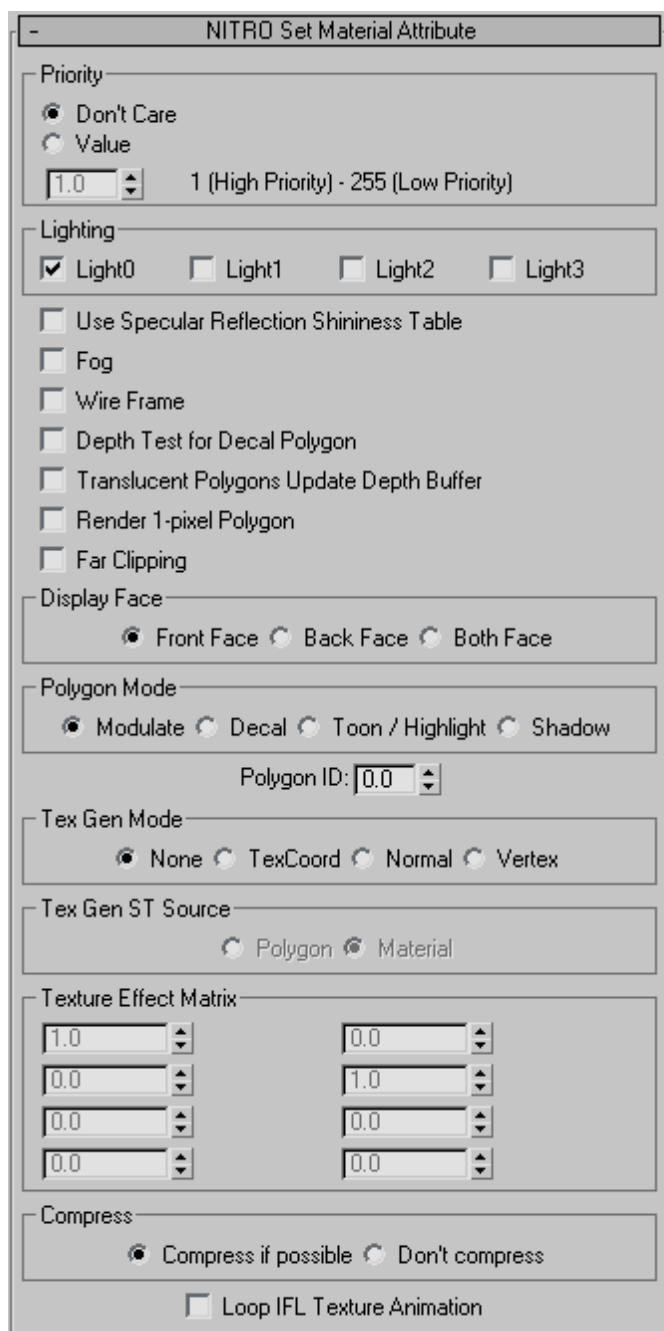 - NITRO Set Material Attribute
Priority
Don't Care
Value
1.0 1 (High Priority) - 255 (Low Priority)
Lighting
Light0 Light1 Light2 Light3
Use Specular Reflection Shininess Table
Fog
Wire Frame
Depth Test for Decal Polygon
Translucent Polygons Update Depth Buffer
Render 1-pixel Polygon
Far Clipping
Display Face
Front Face Back Face Both Face
Polygon Mode
Modulate Decal Toon / Highlight Shadow
Polygon ID: 0.0
Tex Gen Mode
None TexCoord Normal Vertex
Tex Gen ST Source
Polygon Material
Texture Effect Matrix
1.0 0.0
0.0 1.0
0.0 0.0
0.0 0.0
Compress
Compress if possible Don't compress
Loop IFL Texture Animation